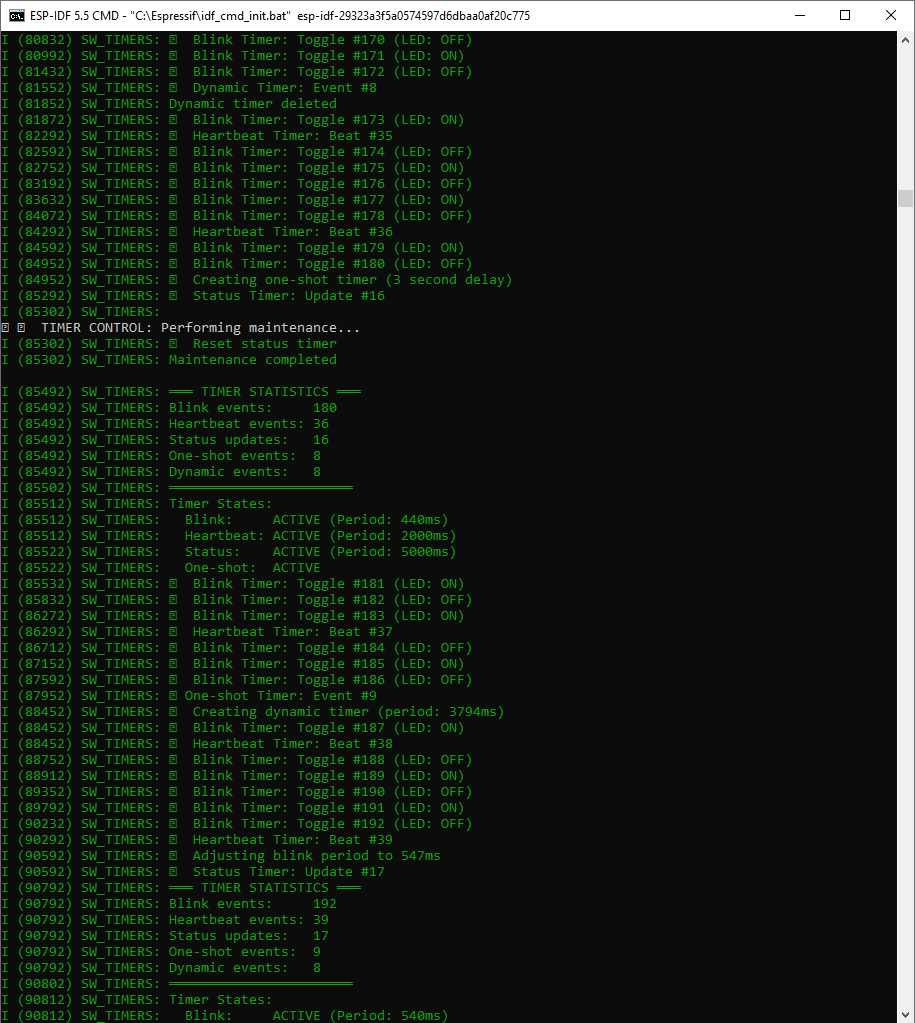 ESP-IDF 5.5 CMD - "C:\Espressif\idf_cmd_init.bat"  esp-idf-29323a3f5a0574597d6dbaa0af20c775
I (80832) SW_TIMERS: ⍰  Blink Timer: Toggle #170 (LED: OFF)
I (80992) SW_TIMERS: ⍰  Blink Timer: Toggle #171 (LED: ON)
I (81432) SW_TIMERS: ⍰  Blink Timer: Toggle #172 (LED: OFF)
I (81552) SW_TIMERS: ⍰  Dynamic Timer: Event #8
I (81852) SW_TIMERS: Dynamic timer deleted
I (81872) SW_TIMERS: ⍰  Blink Timer: Toggle #173 (LED: ON)
I (82292) SW_TIMERS: ⍰  Heartbeat Timer: Beat #35
I (82592) SW_TIMERS: ⍰  Blink Timer: Toggle #174 (LED: OFF)
I (82752) SW_TIMERS: ⍰  Blink Timer: Toggle #175 (LED: ON)
I (83192) SW_TIMERS: ⍰  Blink Timer: Toggle #176 (LED: OFF)
I (83632) SW_TIMERS: ⍰  Blink Timer: Toggle #177 (LED: ON)
I (84072) SW_TIMERS: ⍰  Blink Timer: Toggle #178 (LED: OFF)
I (84292) SW_TIMERS: ⍰  Heartbeat Timer: Beat #36
I (84592) SW_TIMERS: ⍰  Blink Timer: Toggle #179 (LED: ON)
I (84952) SW_TIMERS: ⍰  Blink Timer: Toggle #180 (LED: OFF)
I (84952) SW_TIMERS: ⍰  Creating one-shot timer (3 second delay)
I (85292) SW_TIMERS: ⍰  Status Timer: Update #16
I (85302) SW_TIMERS:
⍰ ⍰  TIMER CONTROL: Performing maintenance...
I (85302) SW_TIMERS: ⍰  Reset status timer
I (85302) SW_TIMERS: Maintenance completed

I (85492) SW_TIMERS: ═══ TIMER STATISTICS ═══
I (85492) SW_TIMERS: Blink events:     180
I (85492) SW_TIMERS: Heartbeat events: 36
I (85492) SW_TIMERS: Status updates:   16
I (85492) SW_TIMERS: One-shot events:  8
I (85492) SW_TIMERS: Dynamic events:   8
I (85502) SW_TIMERS: ═══════════════════════
I (85512) SW_TIMERS: Timer States:
I (85512) SW_TIMERS:   Blink:     ACTIVE (Period: 440ms)
I (85512) SW_TIMERS:   Heartbeat: ACTIVE (Period: 2000ms)
I (85522) SW_TIMERS:   Status:    ACTIVE (Period: 5000ms)
I (85522) SW_TIMERS:   One-shot:  ACTIVE
I (85532) SW_TIMERS: ⍰  Blink Timer: Toggle #181 (LED: ON)
I (85832) SW_TIMERS: ⍰  Blink Timer: Toggle #182 (LED: OFF)
I (86272) SW_TIMERS: ⍰  Blink Timer: Toggle #183 (LED: ON)
I (86292) SW_TIMERS: ⍰  Heartbeat Timer: Beat #37
I (86712) SW_TIMERS: ⍰  Blink Timer: Toggle #184 (LED: OFF)
I (87152) SW_TIMERS: ⍰  Blink Timer: Toggle #185 (LED: ON)
I (87592) SW_TIMERS: ⍰  Blink Timer: Toggle #186 (LED: OFF)
I (87952) SW_TIMERS: ⍰ One-shot Timer: Event #9
I (88452) SW_TIMERS: ⍰  Creating dynamic timer (period: 3794ms)
I (88452) SW_TIMERS: ⍰  Blink Timer: Toggle #187 (LED: ON)
I (88452) SW_TIMERS: ⍰  Heartbeat Timer: Beat #38
I (88752) SW_TIMERS: ⍰  Blink Timer: Toggle #188 (LED: OFF)
I (88912) SW_TIMERS: ⍰  Blink Timer: Toggle #189 (LED: ON)
I (89352) SW_TIMERS: ⍰  Blink Timer: Toggle #190 (LED: OFF)
I (89792) SW_TIMERS: ⍰  Blink Timer: Toggle #191 (LED: ON)
I (90232) SW_TIMERS: ⍰  Blink Timer: Toggle #192 (LED: OFF)
I (90292) SW_TIMERS: ⍰  Heartbeat Timer: Beat #39
I (90592) SW_TIMERS: ⍰  Adjusting blink period to 547ms
I (90592) SW_TIMERS: ⍰  Status Timer: Update #17
I (90792) SW_TIMERS: ═══ TIMER STATISTICS ═══
I (90792) SW_TIMERS: Blink events:     192
I (90792) SW_TIMERS: Heartbeat events: 39
I (90792) SW_TIMERS: Status updates:   17
I (90792) SW_TIMERS: One-shot events:  9
I (90792) SW_TIMERS: Dynamic events:   8
I (90802) SW_TIMERS: ═══════════════════════
I (90812) SW_TIMERS: Timer States:
I (90812) SW_TIMERS:   Blink:     ACTIVE (Period: 540ms)